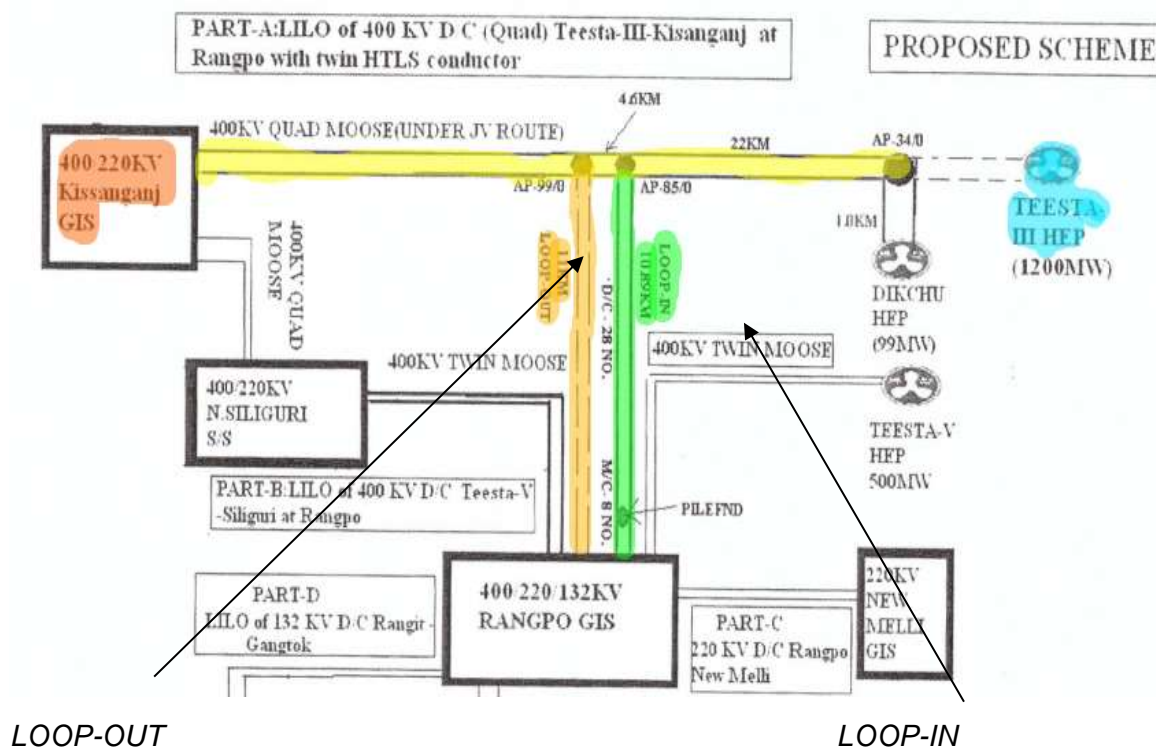 PART-A:LILO of 400 KV D/C (Quad) Teesta-III-Kisanganj at
Rangpo with twin HTLS conductor
PROPOSED SCHEME
4.6KM
400KV QUAD MOOSE(UNDER JV ROUTE)
22KM
AP-34/0
400 220KV
Kissanganj
GIS
AP-99/0
AP-85/0
TEESTA-
III HEP
(1200MW)
1.0KM
400KV QUAD
MOOSE
LOOP-OUT
LOOP-IN
10.89KM
D/C - 28 NO.
M/C- 8 NO.
DIKCHU
HEP
(99MW)
400KV TWIN MOOSE
400KV TWIN MOOSE
400/220KV
N.SILIGURI
S/S
TEESTA-V
HEP
500MW
PART-B:LILO of 400 KV D/C Teesta-V
-Siliguri at Rangpo
PILEFND
400/220/132KV
RANGPO GIS
220KV
NEW
MELLI
GIS
PART-D
LILO of 132 KV D/C Rangit -
Gangtok
PART-C
220 KV D/C Rangpo
New Melli
LOOP-OUT
LOOP-IN